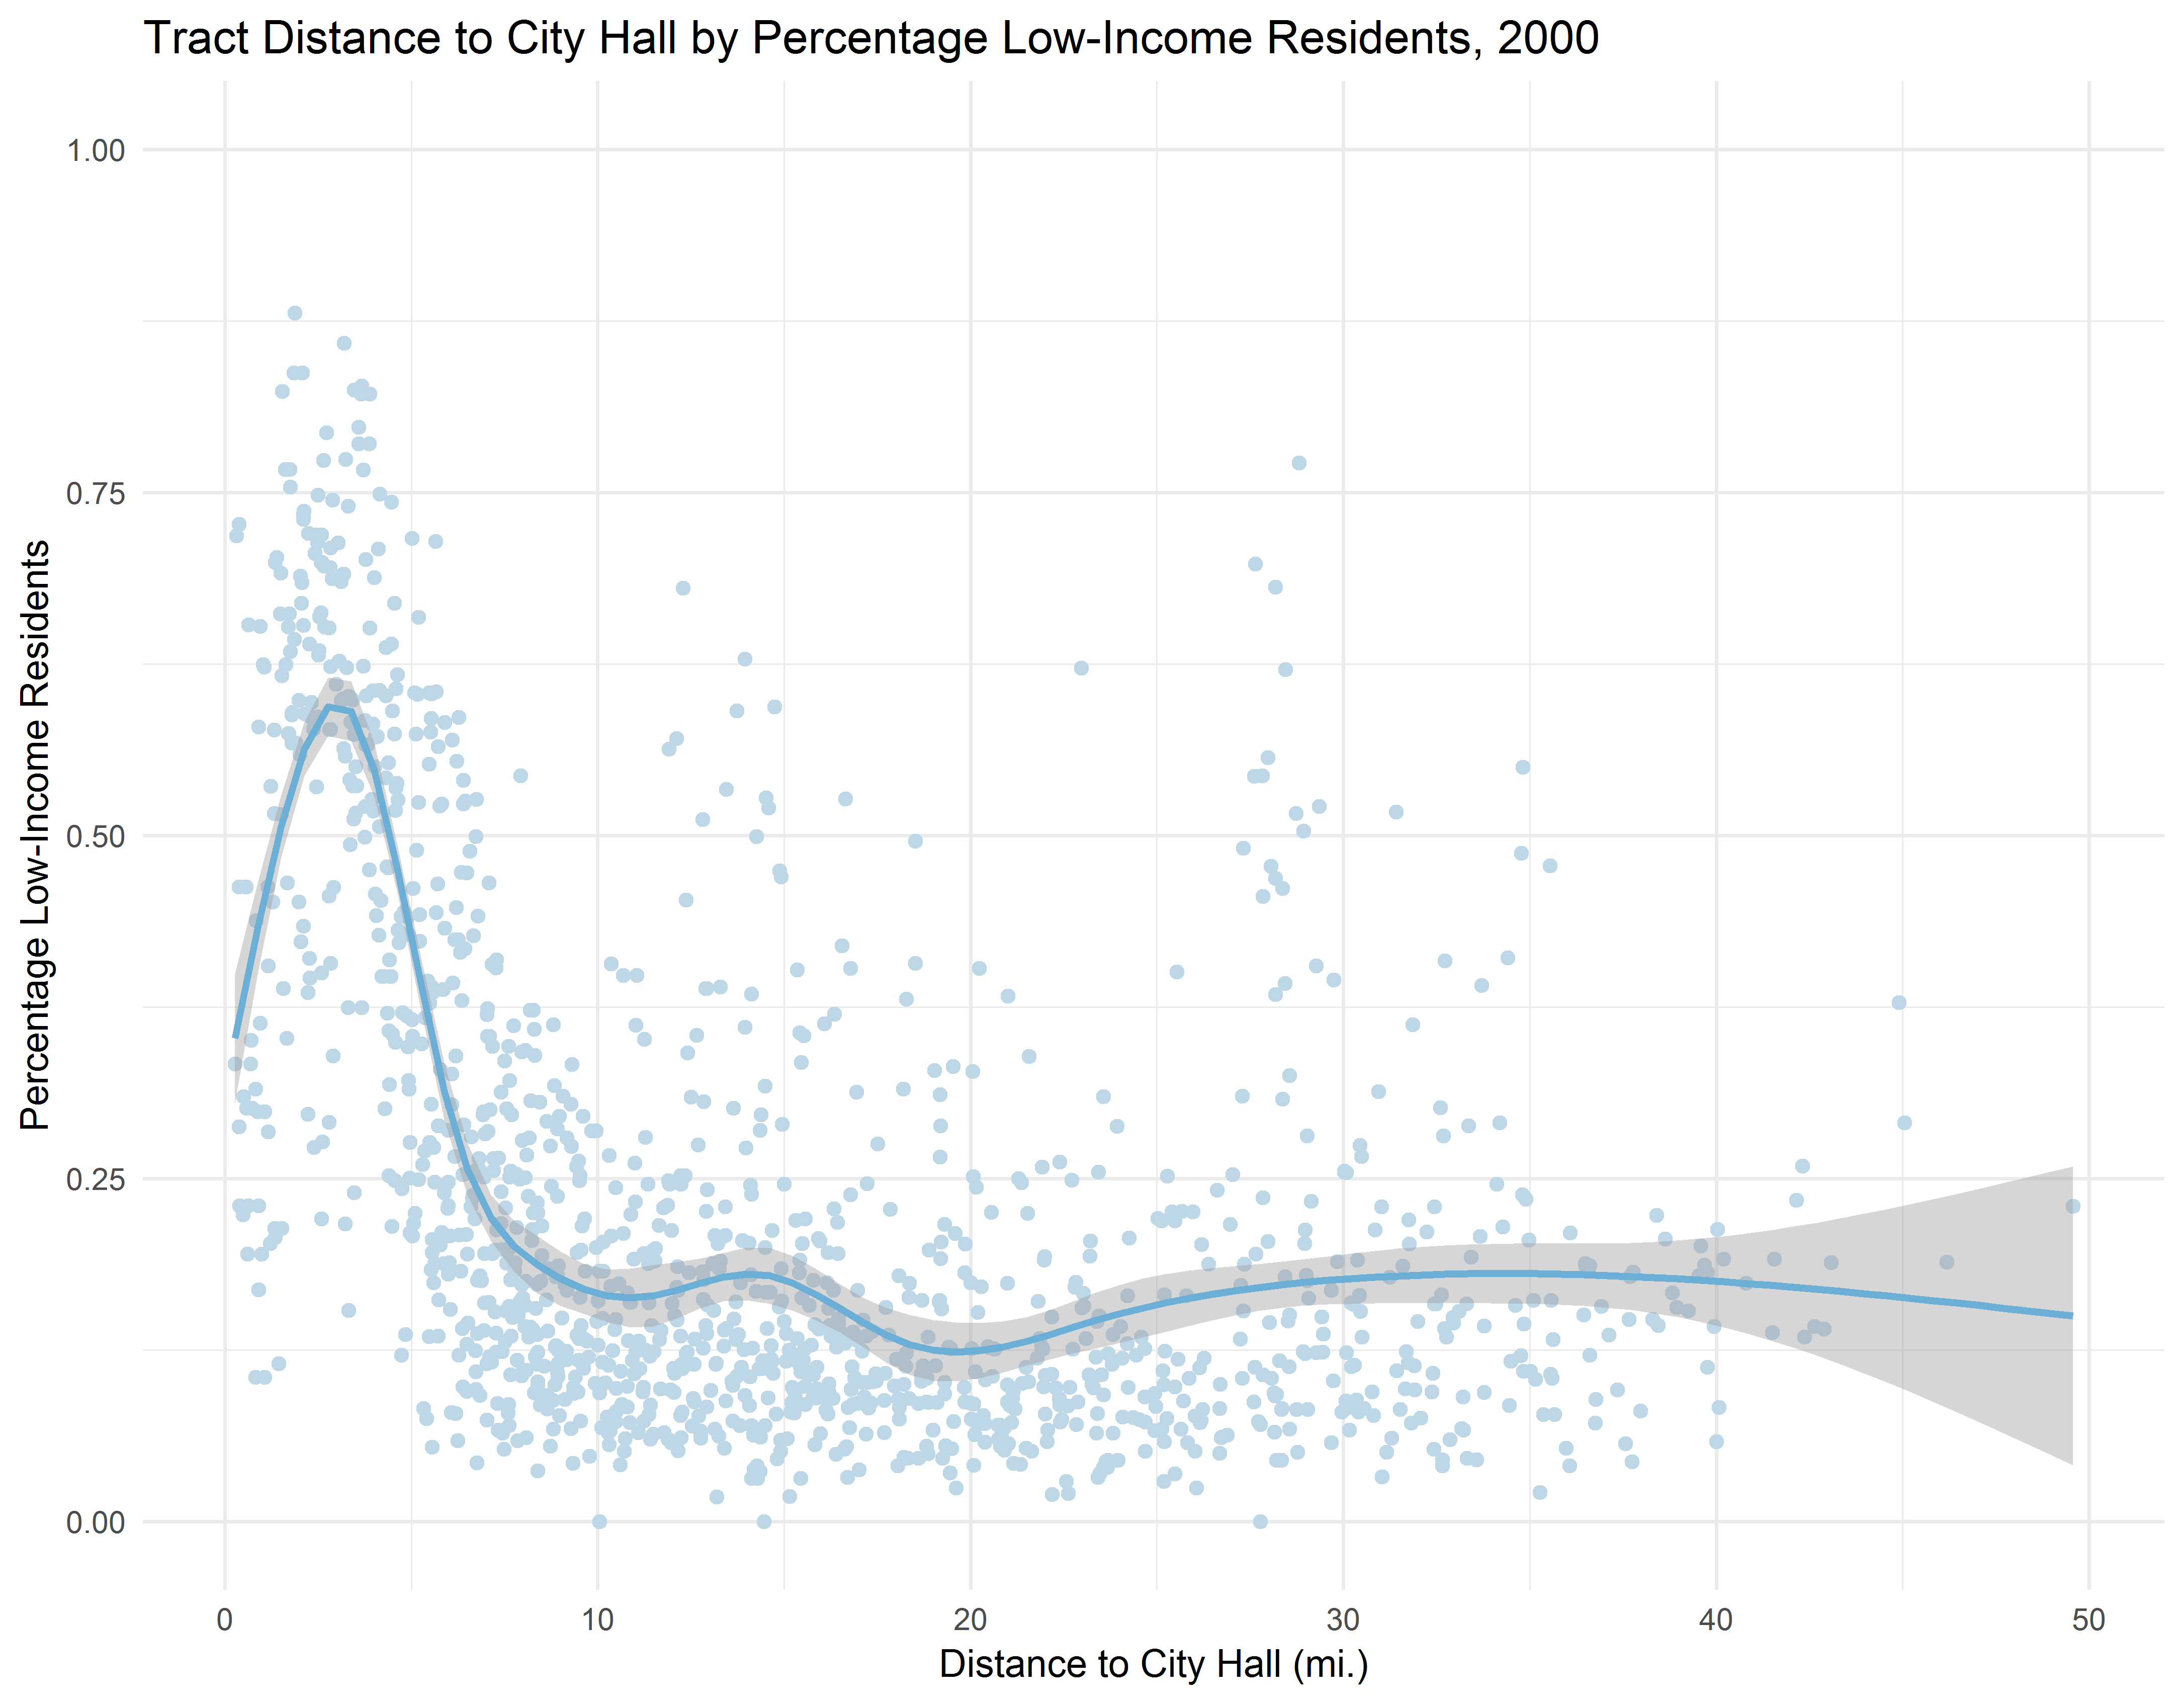 Tract Distance to City Hall by Percentage Low-Income Residents, 2000
Percentage Low-Income Residents
1.00
0.75
0.50
0.25
0.00
0 10 20 30 40 50
Distance to City Hall (mi.)